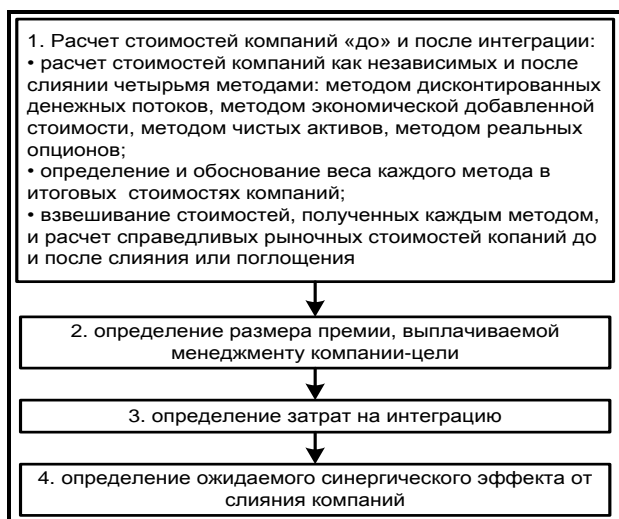 1. Расчет стоимостей компаний «до» и после интеграции:
• расчет стоимостей компаний как независимых и после
слиянии четырьмя методами: методом дисконтированных
денежных потоков, методом экономической добавленной
стоимости, методом чистых активов, методом реальных
опционов;
• определение и обоснование веса каждого метода в
итоговых стоимостях компаний;
• взвешивание стоимостей, полученных каждым методом,
и расчет справедливых рыночных стоимостей копаний до
и после слияния или поглощения
2. определение размера премии, выплачиваемой
менеджменту компании-цели
3. определение затрат на интеграцию
4. определение ожидаемого синергического эффекта от
слияния компаний